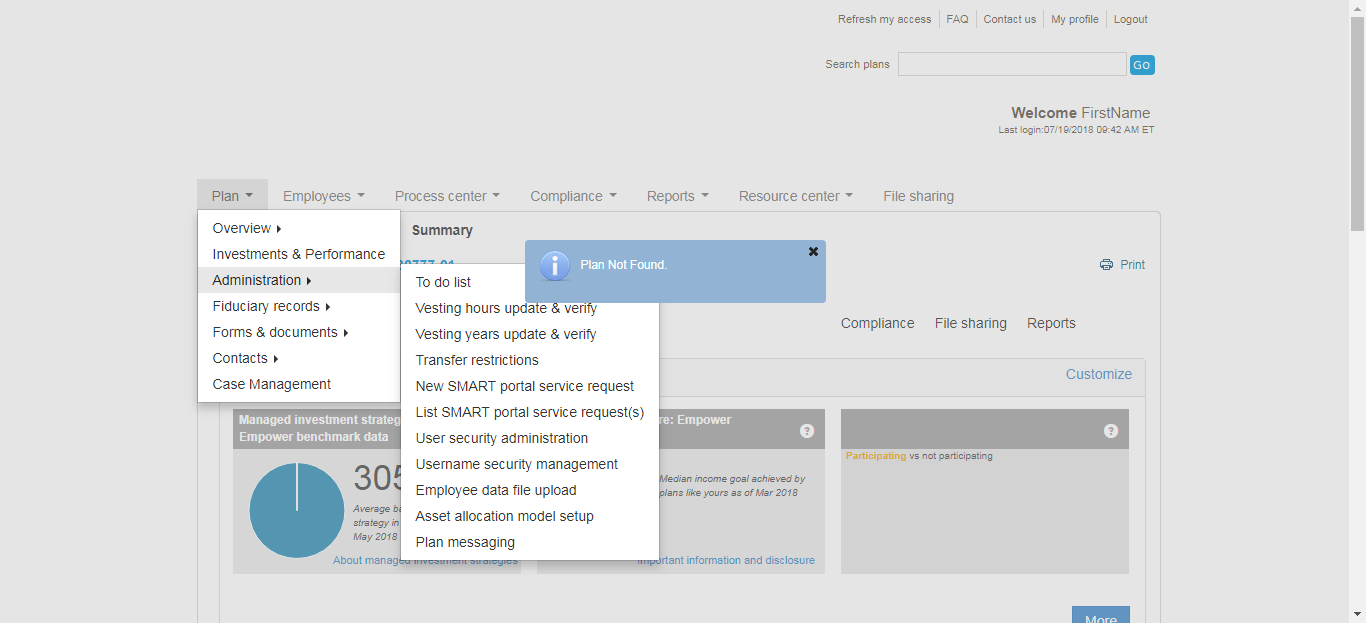 Refresh my access FAQ Contact us My profile Logout
Search plans Go
Welcome FirstName
Last login:07/19/2018 09:42 AM ET
Plan Employees Process center Compliance Reports Resource center File sharing
Overview
Investments & Performance
Administration
Fiduciary records
Forms & documents
Contacts
Case Management
Summary
Plan Not Found.
Print
To do list
Vesting hours update & verify
Vesting years update & verify
Transfer restrictions
New SMART portal service request
List SMART portal service request(s)
User security administration
Username security management
Employee data file upload
Asset allocation model setup
Plan messaging
Compliance File sharing Reports
Customize
Managed investment
Empower benchmark data
305
Average
strategy in
May 2018
About managed investment strategies
Empower
?
Median income goal achieved by
plans like yours as of Mar 2018
Important information and disclosure
?
Participating vs not participating
More